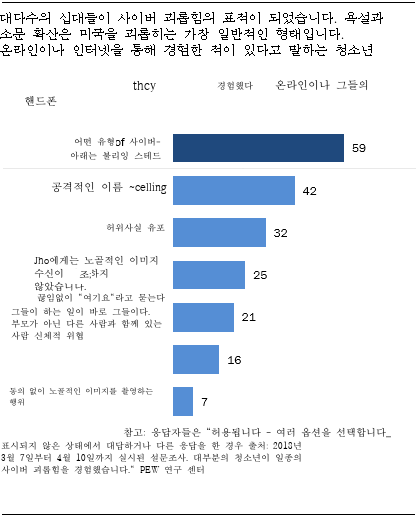 대다수의 십대들이 사이버 괴롭힘의 표적이 되었습니다. 욕설과
소문 확산은 미국을 괴롭히는 가장 일반적인 형태입니다.
온라인이나 인터넷을 통해 경험한 적이 있다고 말하는 청소년
thcy 경험했다 온라인이나 그들의
핸드폰
어떤 유형of 사이버-
아래는 불리잉 스테드
59
공격적인 이름 ~celling
42
허위사실 유포
32
Jho에게는 노골적인 이미지
수신이
않았습니다.
25
끊임없이 "여기요"라고 묻는다
그들이 하는 일이 바로 그들이다.
부모가 아닌 다른 사람과 함께 있는
21
사람 신체적 위협
16
동의 없이 노골적인 이미지를 촬영하는
행위
7
참고: 응답자들은 "허용됩니다 - 여러 옵션을 선택합니다_
표시되지 않은 상태에서 대답하거나 다른 응답을 한 경우 출처: 2018년
3월 7일부터 4월 10일까지 실시된 설문조사. 대부분의 청소년이 일종의
사이버 괴롭힘을 경험했습니다." PEW 연구 센터